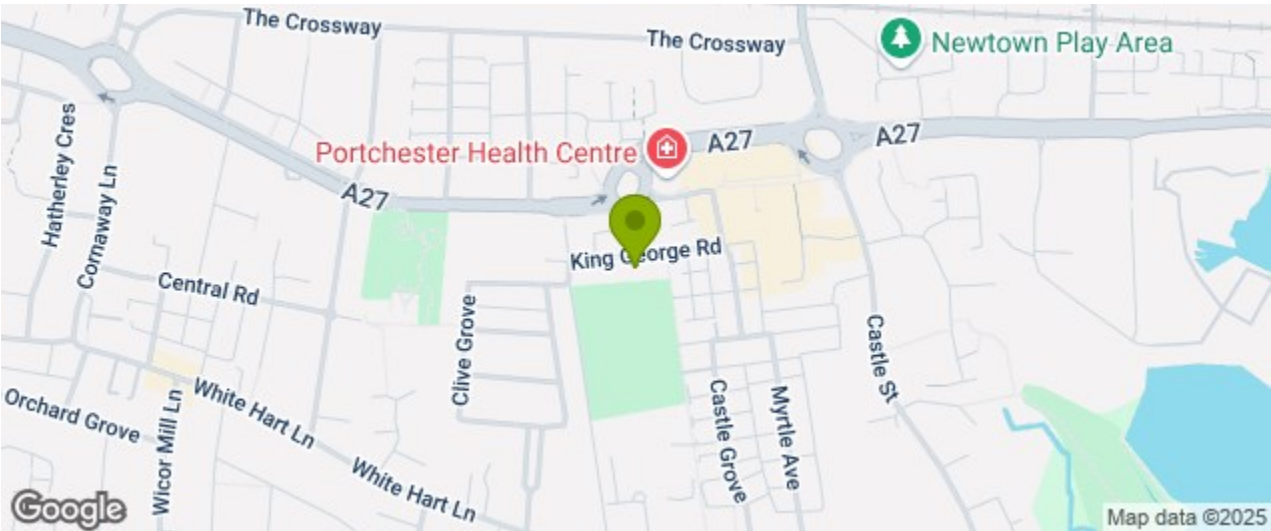 The Crossway
The Crossway
Newtown Play Area
Portchester Health Centre
A27
A27
A27
Hatherley Cres
Cornaway Ln
King George Rd
Central Rd
Clive Grove
Castle St
Orchard Grove
Wicor Mill Ln
White Hart Ln
White Hart Ln
Castle Grove
Myrtle Ave
Google
Map data ©2025